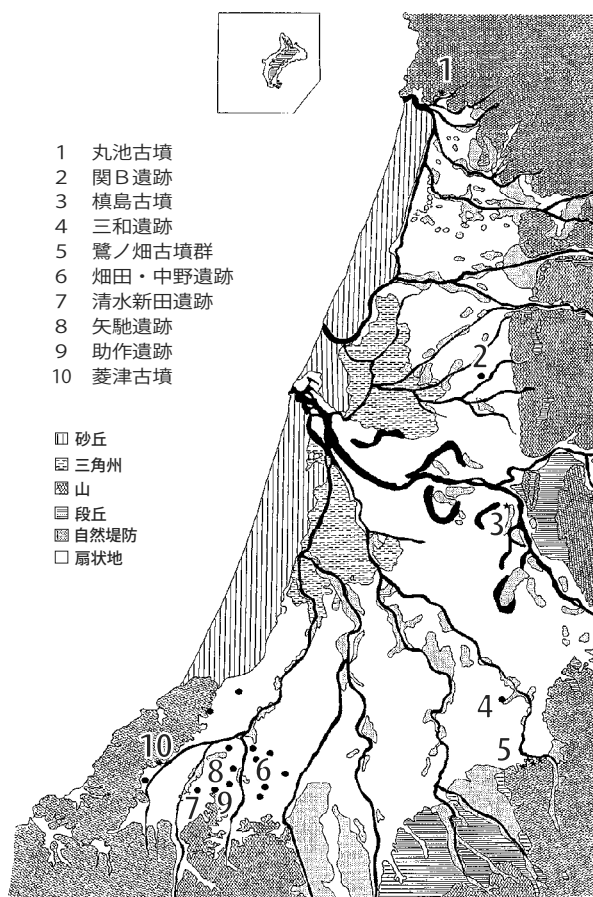 1 丸池古墳
2 関B遺跡
3 槙島古墳
4 三和遺跡
5 鷺ノ畑古墳群
6 畑田・中野遺跡
7 清水新田遺跡
8 矢馳遺跡
9 助作遺跡
10 菱津古墳
砂丘
三角州
山
段丘
自然堤防
扇状地
1
2
3
4
5
10
8
6
7
9